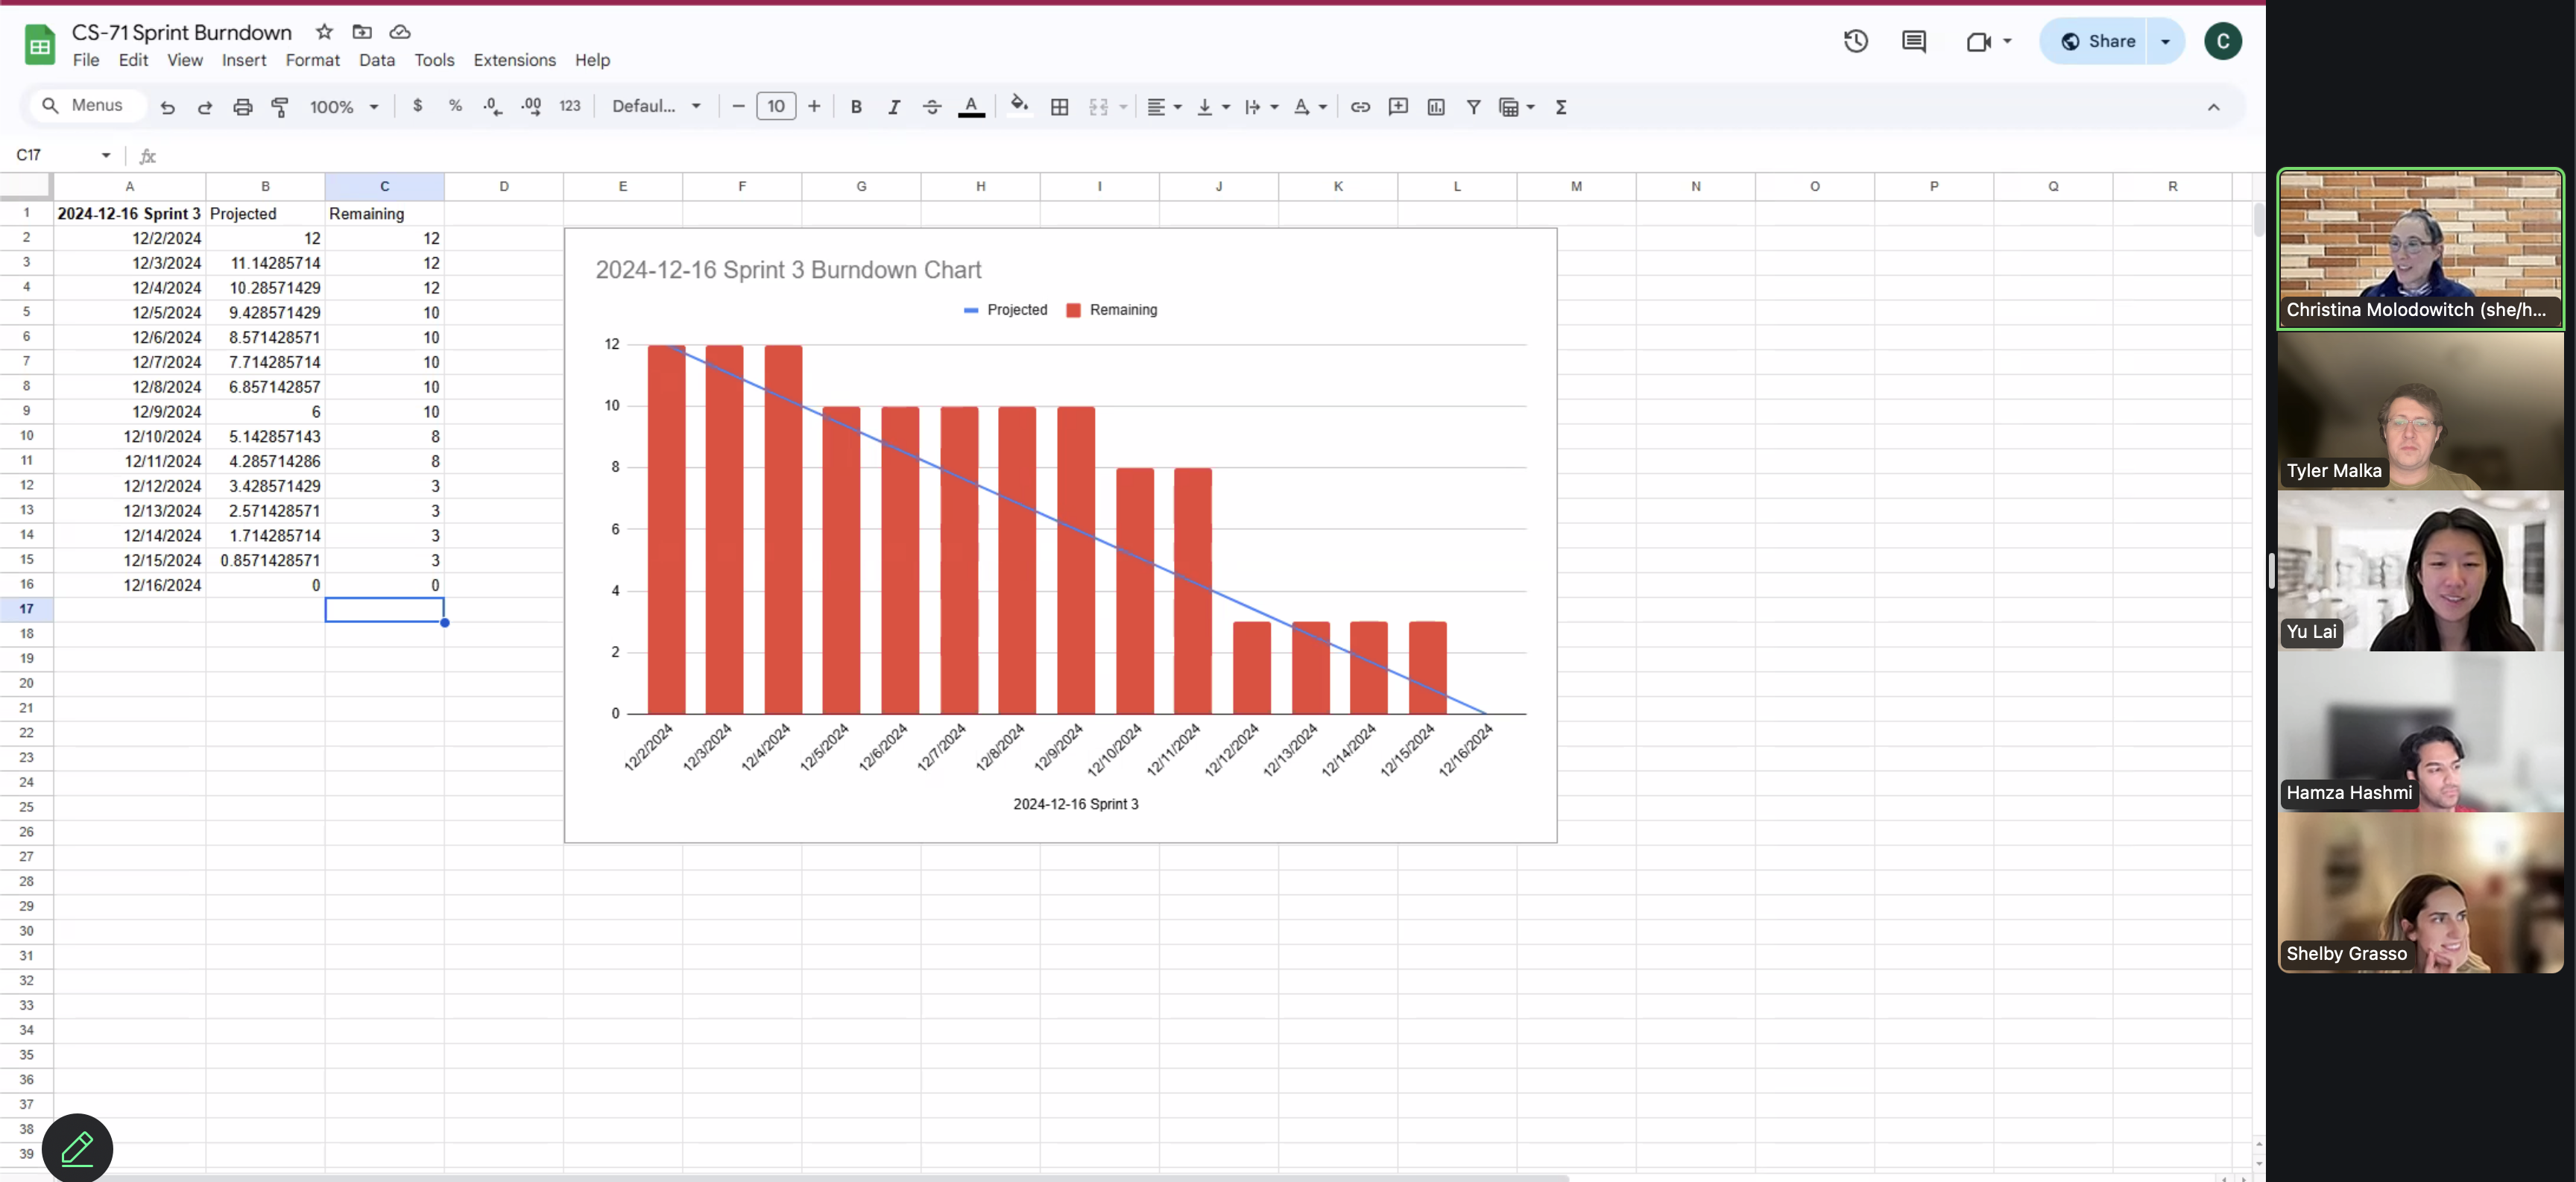 CS-71 Sprint Burndown
File Edit View Insert Format Data Tools Extensions Help
Share
C
Menus 100% $ % .0 .00 123 Defaul... 10 B I A Σ
C17 fx
A B C D E F G H I J K L M N O P Q R
1 2024-12-16 Sprint 3 Projected Remaining
2 12/2/2024 12 12
3 12/3/2024 11.14285714 12
4 12/4/2024 10.28571429 12
5 12/5/2024 9.428571429 10
6 12/6/2024 8.571428571 10
7 12/7/2024 7.714285714 10
8 12/8/2024 6.857142857 10
9 12/9/2024 6 10
10 12/10/2024 5.142857143 8
11 12/11/2024 4.285714286 8
12 12/12/2024 3.428571429 3
13 12/13/2024 2.571428571 3
14 12/14/2024 1.714285714 3
15 12/15/2024 0.8571428571 3
16 12/16/2024 0 0
17
18
19
20
21
22
23
24
25
26
27
28
29
30
31
32
33
34
35
36
37
38
39
2024-12-16 Sprint 3 Burndown Chart
Projected Remaining
12
10
8
6
4
2
0
12/2/2024 12/3/2024 12/4/2024 12/5/2024 12/6/2024 12/7/2024 12/8/2024 12/9/2024 12/10/2024 12/11/2024 12/12/2024 12/13/2024 12/14/2024 12/15/2024 12/16/2024
2024-12-16 Sprint 3
Christina Molodowitch (she/h...
Tyler Malka
Yu Lai
Hamza Hashmi
Shelby Grasso